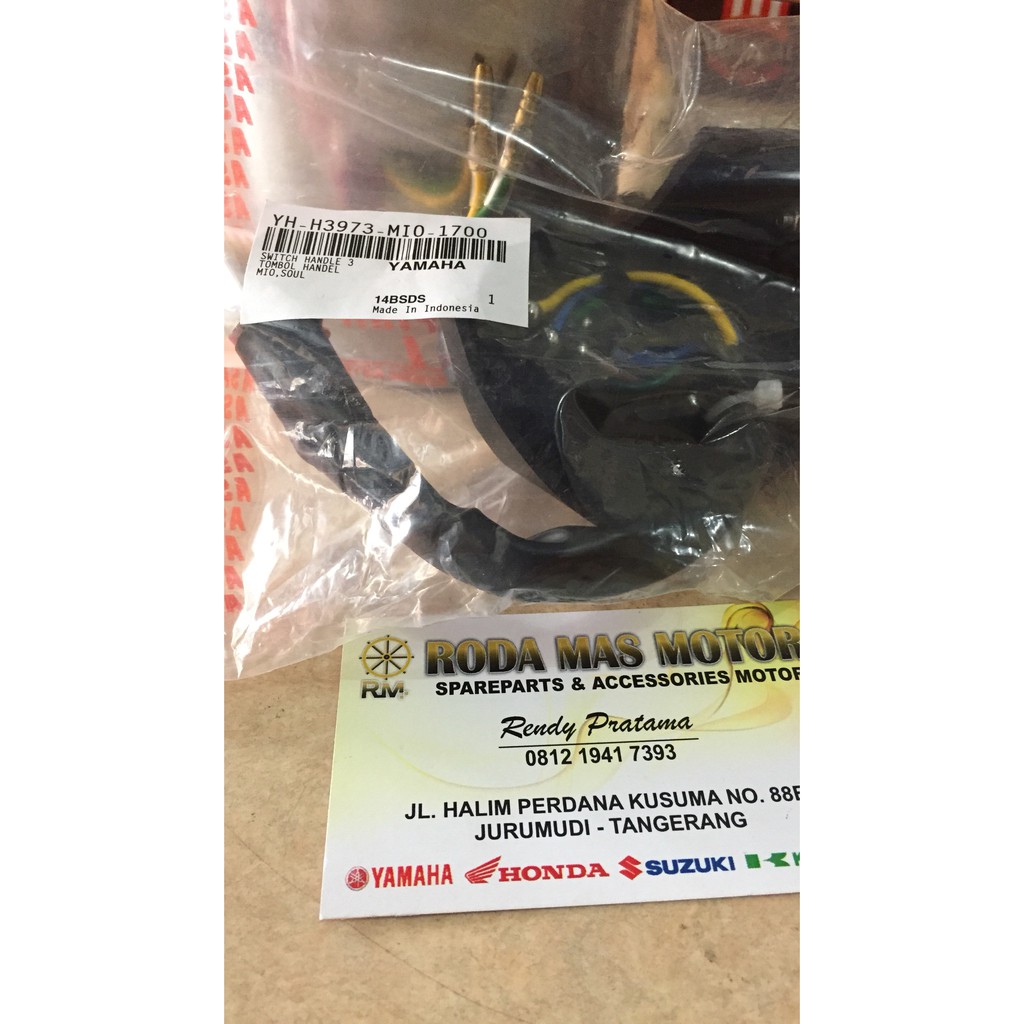 YH-H3973-MIO-1700
SWITCH HANDLE 3
YAMAHA
TOMBOL HANDEL
MIO,SOUL
14BSDS 1
Made In Indonesia
RODA MAS MOTOR
RM
SPAREPARTS & ACCESSORIES MOTOR
Rendy Pratama
0812 1941 7393
JL. HALIM PERDANA KUSUMA NO. 88
JURUMUDI - TANGERANG
YAMAHA HONDA SUZUKI K